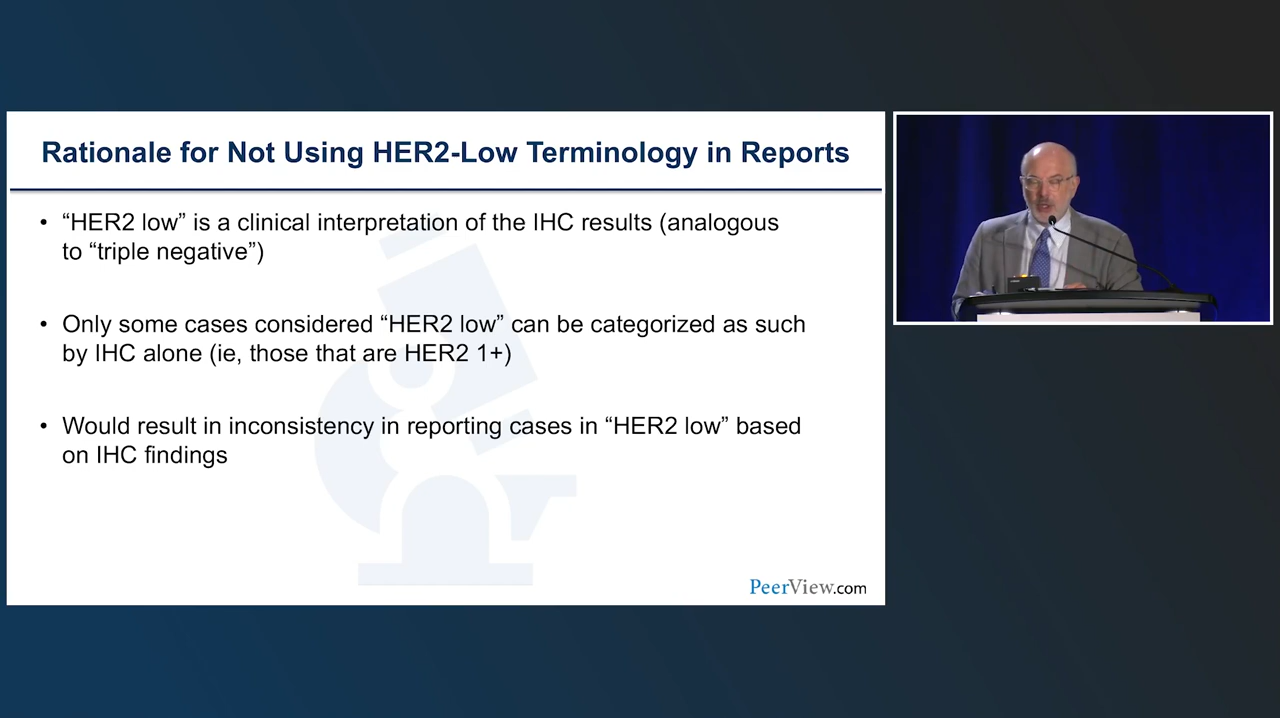 Rationale for Not Using HER2-Low Terminology in Reports
• “HER2 low” is a clinical interpretation of the IHC results (analogous
to “triple negative”)
• Only some cases considered “HER2 low” can be categorized as such
by IHC alone (ie, those that are HER2 1+)
• Would result in inconsistency in reporting cases in “HER2 low” based
on IHC findings
PeerView.com